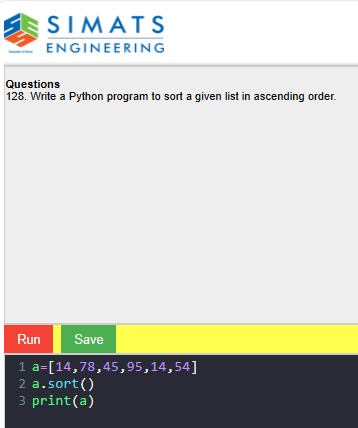 SIMATS
ENGINEERING
Questions
128. Write a Python program to sort a given list in ascending order.
Run Save
1 a=[14,78,45,95,14,54]
2 a.sort()
3 print(a)